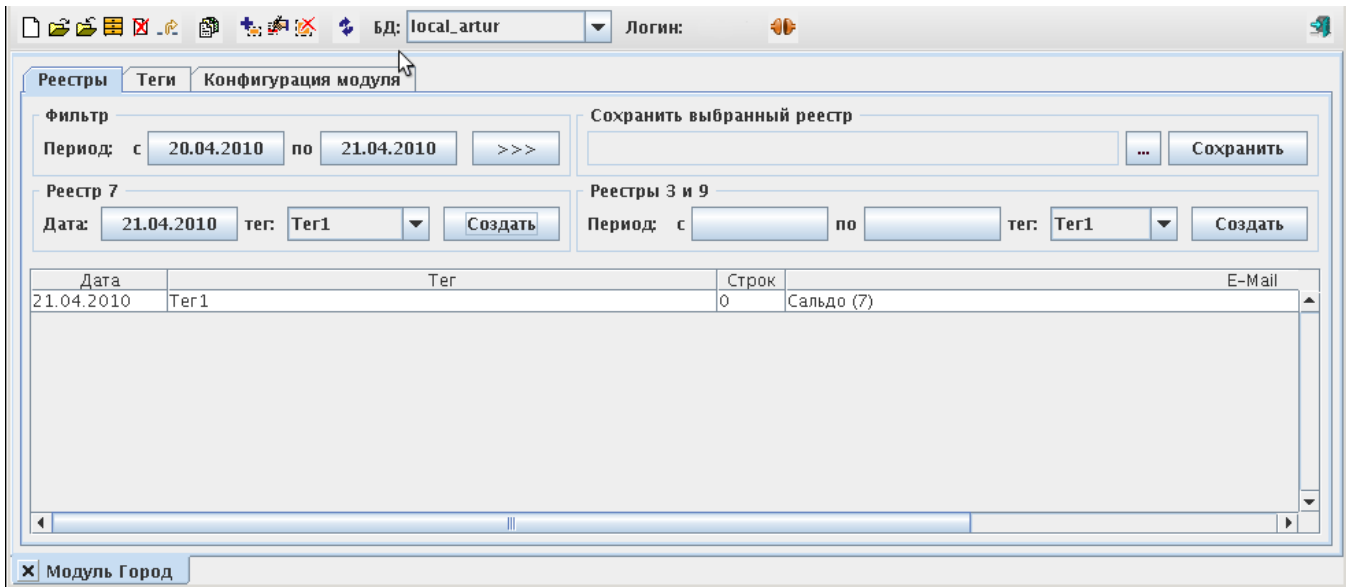 БД: local_artur Логин:
Реестры Теги Конфигурация модуля
Фильтр Сохранить выбранный реестр
Период: с 20.04.2010 по 21.04.2010 >>> ... Сохранить
Реестр 7 Реестры 3 и 9
Дата: 21.04.2010 тег: Тег1 Создать Период: с по тег: Тег1 Создать
Дата Тег Строк E-Mail
21.04.2010 Тег1 0 Сальдо (7)
Модуль Город